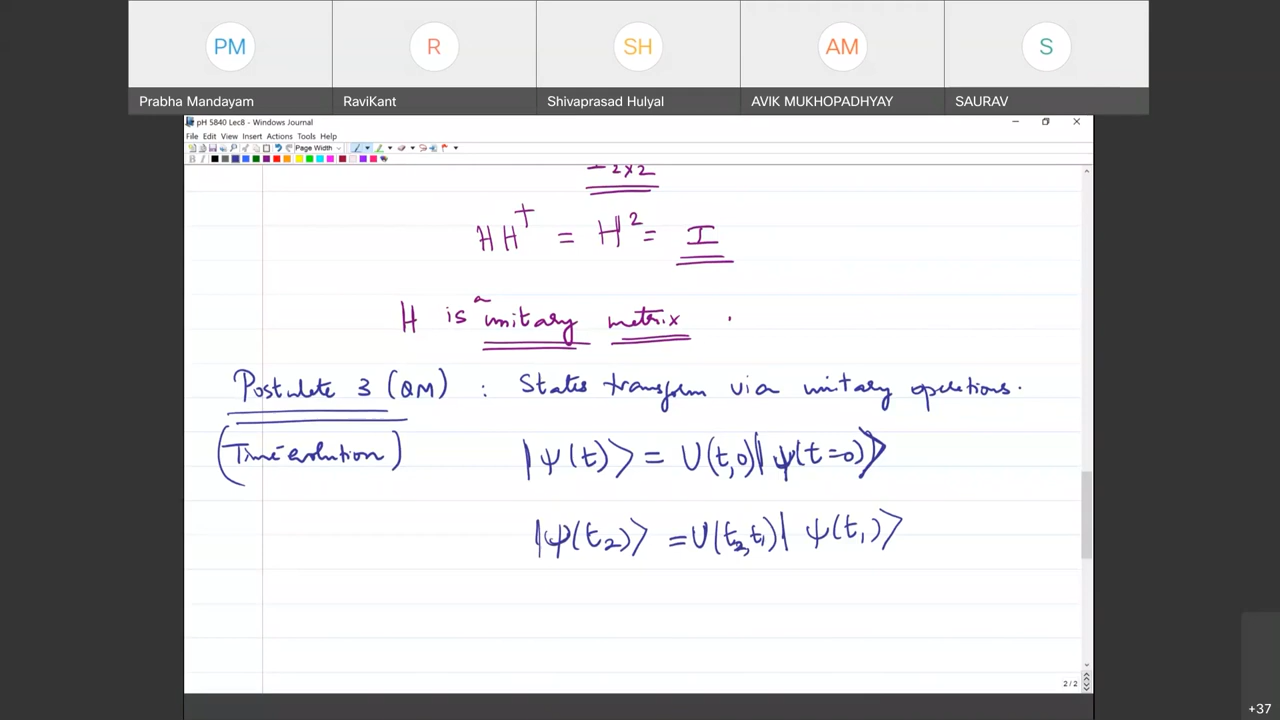 PM R SH AM S
Prabha Mandayam RaviKant Shivaprasad Hulyal AVIK MUKHOPADHYAY SAURAV
pH 5840 Lec8 - Windows Journal
File Edit View Insert Actions Tools Help
Page Width
2x2
HH† = H² = I
H is a unitary metrix .
Postulate 3 (QM) : States transform via unitary operations.
(Time evolution) |ψ(t)⟩ = U(t,0)|ψ(t=0)⟩
|ψ(t₂)⟩ = U(t₂,t₁)|ψ(t₁)⟩
2 / 2
+37